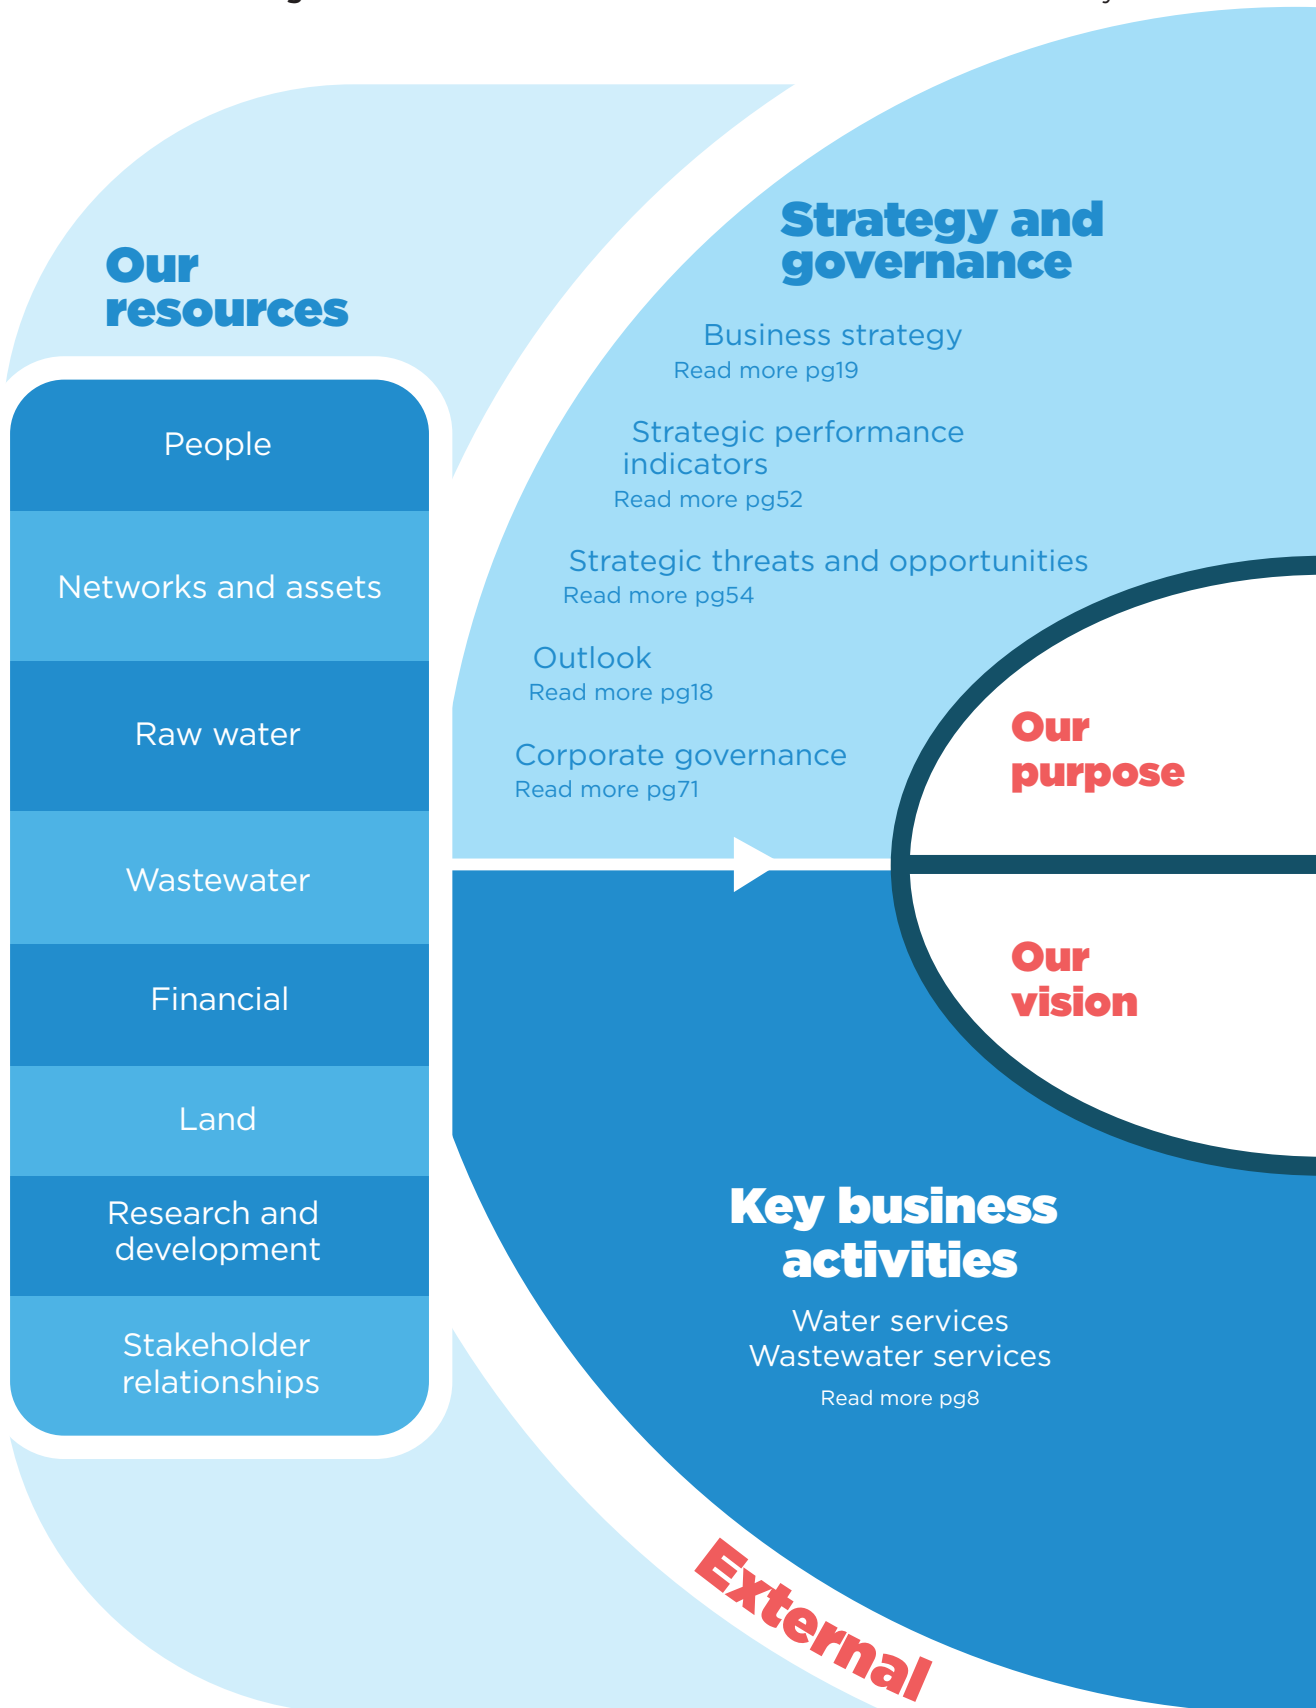 Our
resources
People
Networks and assets
Raw water
Wastewater
Financial
Land
Research and
development
Stakeholder
relationships
Strategy and
governance
Business strategy
Read more pg19
Strategic performance
indicators
Read more pg52
Strategic threats and opportunities
Read more pg54
Outlook
Read more pg18
Corporate governance
Read more pg71
Our
purpose
Our
vision
Key business
activities
Water services
Wastewater services
Read more pg8
External